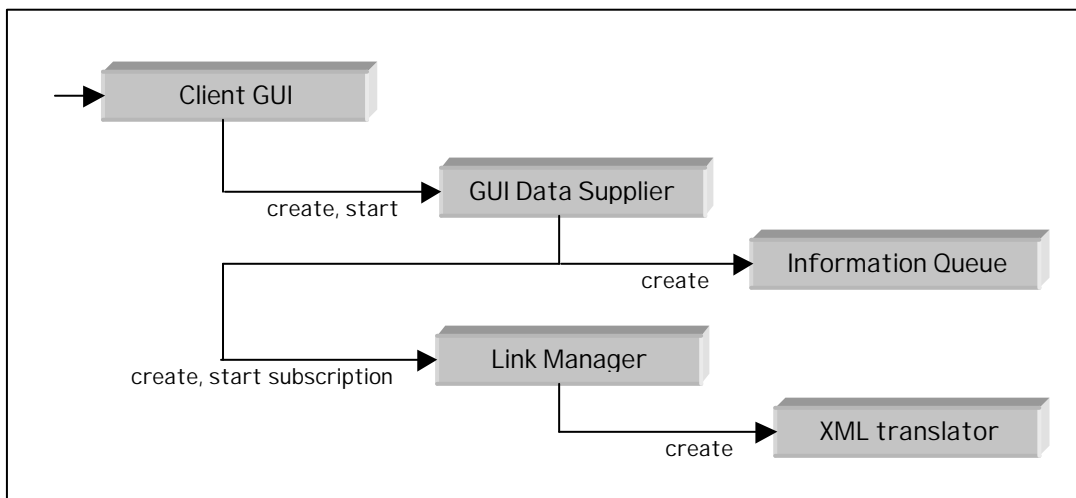 Client GUI
GUI Data Supplier
create, start
Information Queue
create
Link Manager
create, start subscription
XML translator
create